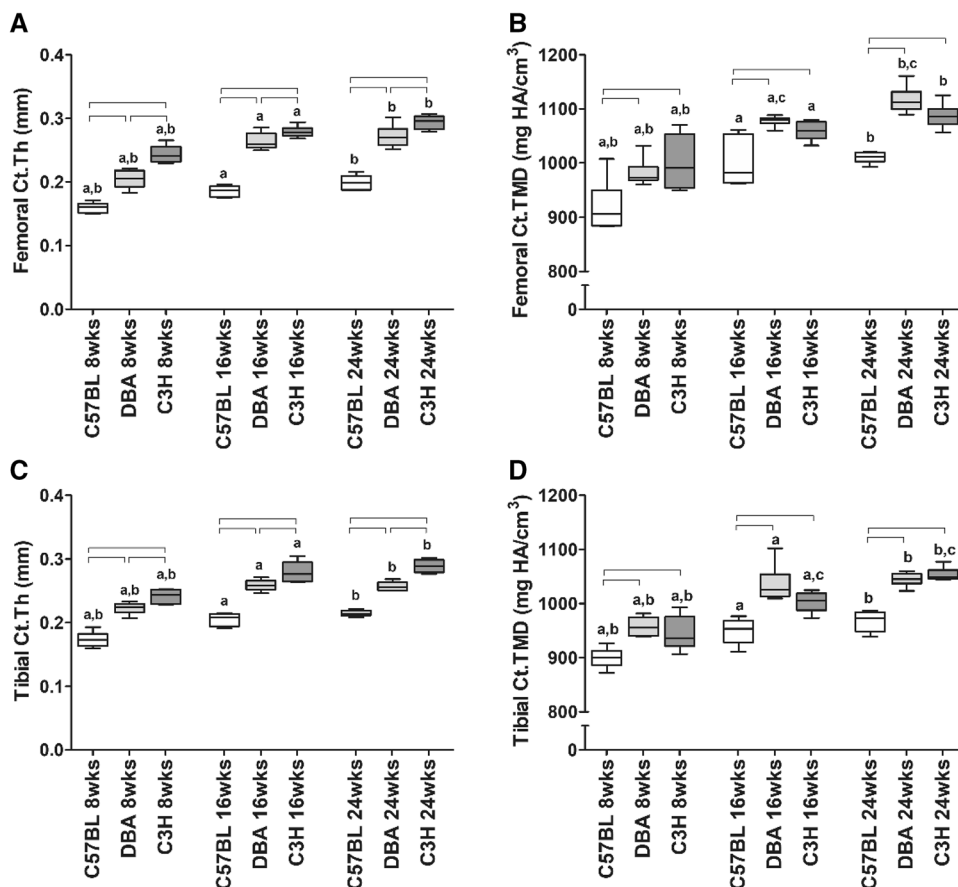 A
Femoral Ct.Th (mm)
0.4
0.3
0.2
0.1
0.0
a,b
a,b
a,b
a
a
a
b
b
b
C57BL 8wks
DBA 8wks
C3H 8wks
C57BL 16wks
DBA 16wks
C3H 16wks
C57BL 24wks
DBA 24wks
C3H 24wks
B
Femoral Ct.TMD (mg HA/cm³)
1200
1100
1000
900
800
0
a,b
a,b
a,b
b
a,c
a
b
b,c
b
C57BL 8wks
DBA 8wks
C3H 8wks
C57BL 16wks
DBA 16wks
C3H 16wks
C57BL 24wks
DBA 24wks
C3H 24wks
C
Tibial Ct.Th (mm)
0.4
0.3
0.2
0.1
0.0
a,b
a,b
a,b
a
a
a
b
b
b
C57BL 8wks
DBA 8wks
C3H 8wks
C57BL 16wks
DBA 16wks
C3H 16wks
C57BL 24wks
DBA 24wks
C3H 24wks
D
Tibial Ct.TMD (mg HA/cm³)
1200
1100
1000
900
800
0
a,b
a,b
a,b
a
a
a,c
b
b
b,c
C57BL 8wks
DBA 8wks
C3H 8wks
C57BL 16wks
DBA 16wks
C3H 16wks
C57BL 24wks
DBA 24wks
C3H 24wks